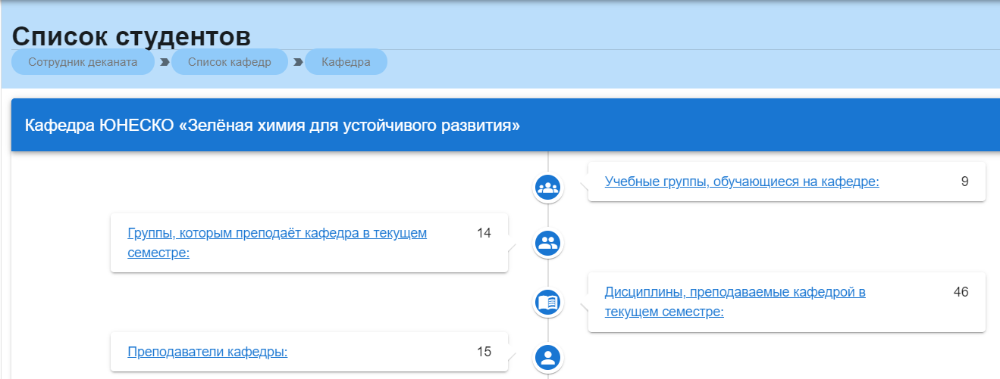 Список студентов
Сотрудник деканата Список кафедр Кафедра
Кафедра ЮНЕСКО «Зелёная химия для устойчивого развития»
Учебные группы, обучающиеся на кафедре: 9
Группы, которым преподаёт кафедра в текущем 14
семестре:
Дисциплины, преподаваемые кафедрой в 46
текущем семестре:
Преподаватели кафедры: 15